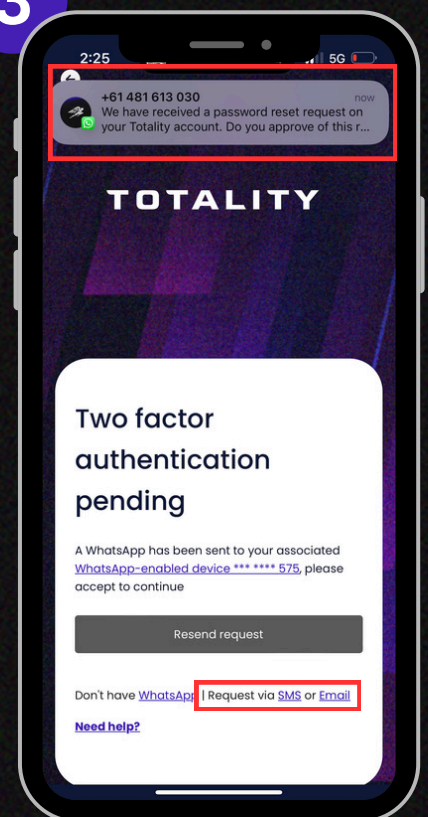 3
2:25
5G
+61 481 613 030 now
We have received a password reset request on
your Totality account. Do you approve of this r...
TOTALITY
Two factor
authentication
pending
A WhatsApp has been sent to your associated
WhatsApp-enabled device *** **** 575, please
accept to continue
Resend request
Don't have WhatsApp | Request via SMS or Email
Need help?